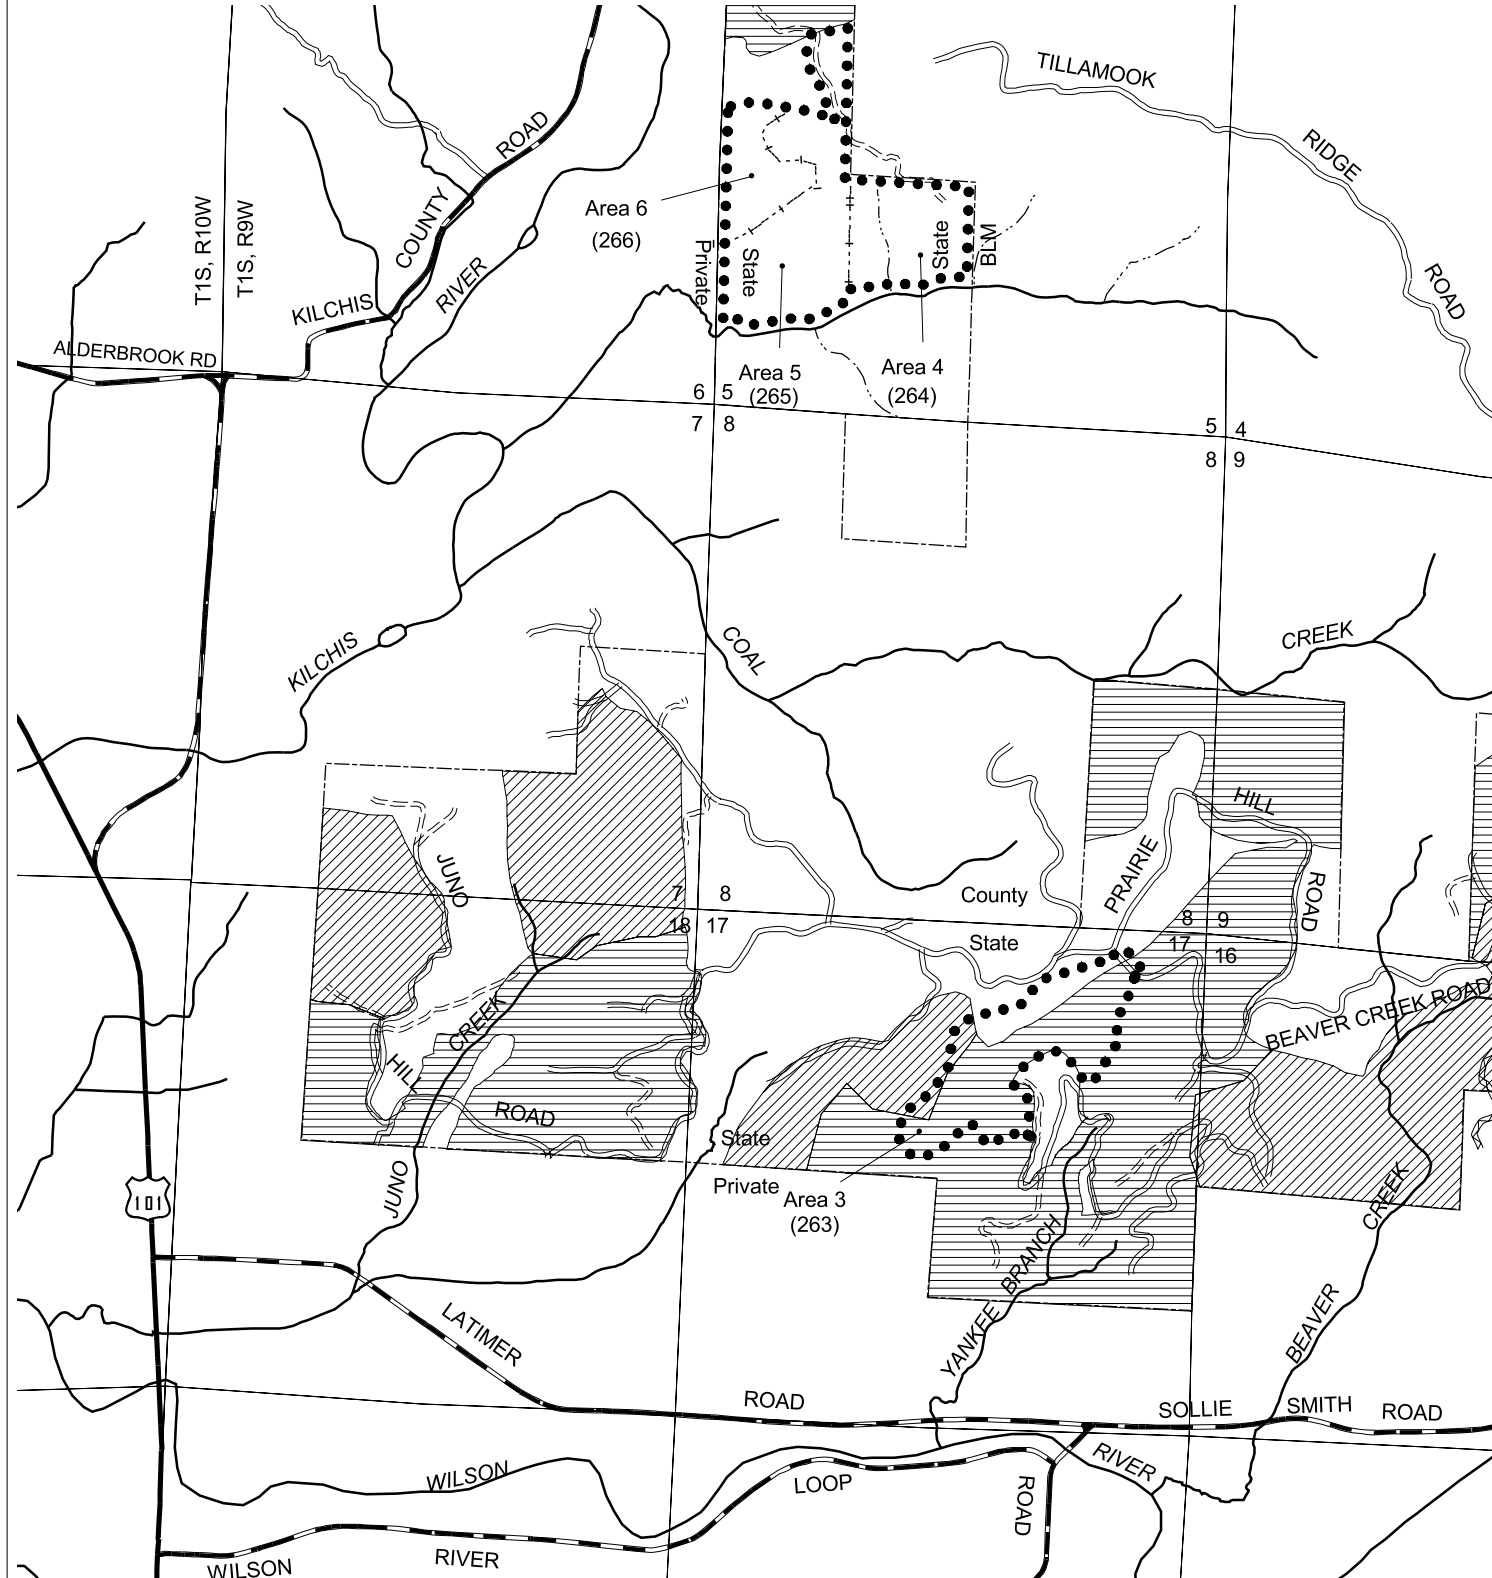 TILLAMOOK
RIDGE
ROAD
ROAD
COUNTY
RIVER
KILCHIS
ALDERBROOK RD
T1S, R10W
T1S, R9W
Area 6
(266)
Private
State
State
BLM
Area 5
(265)
Area 4
(264)
6 5
7 8
5 4
8 9
KILCHIS
COAL
CREEK
HILL
PRAIRIE
ROAD
JUNO
7 8
18 17
County
State
8 9
17 16
BEAVER CREEK ROAD
CREEK
HILL
ROAD
State
Private
Area 3
(263)
JUNO
101
YANKEE BRANCH
CREEK
BEAVER
LATIMER
ROAD
SOLLIE
SMITH
ROAD
WILSON
RIVER
LOOP
ROAD
WILSON
RIVER